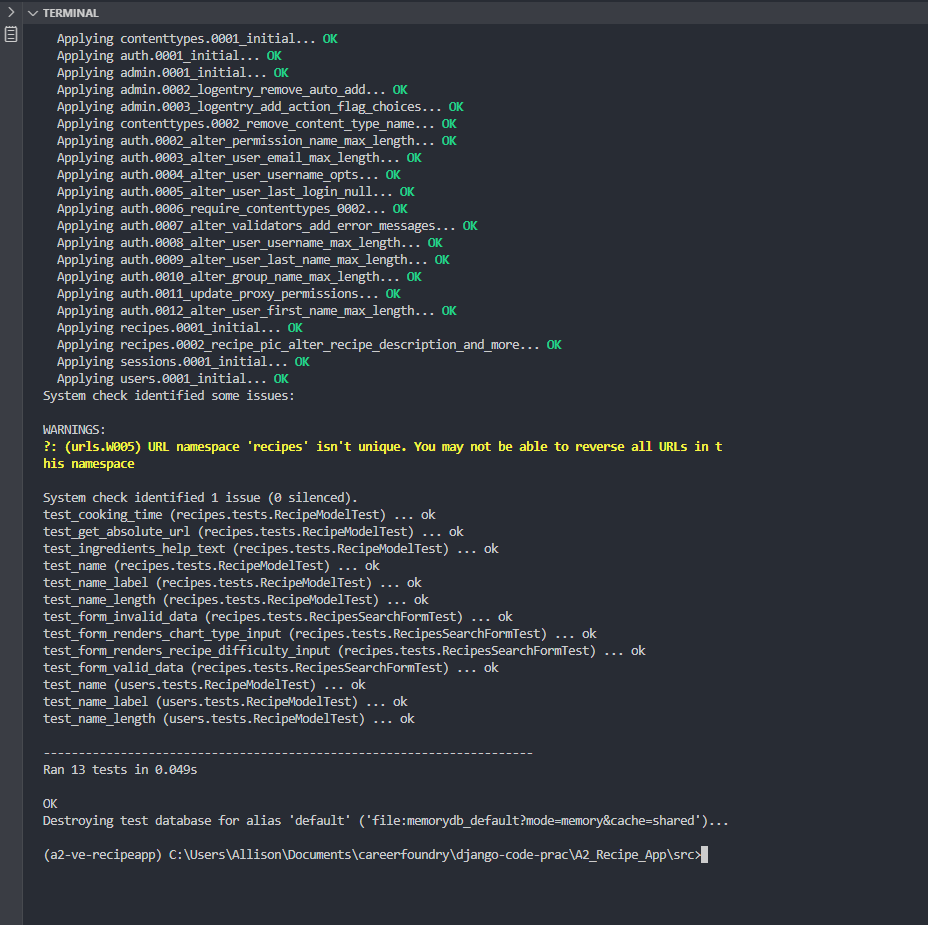 TERMINAL
Applying contenttypes.0001_initial... OK
Applying auth.0001_initial... OK
Applying admin.0001_initial... OK
Applying admin.0002_logentry_remove_auto_add... OK
Applying admin.0003_logentry_add_action_flag_choices... OK
Applying contenttypes.0002_remove_content_type_name... OK
Applying auth.0002_alter_permission_name_max_length... OK
Applying auth.0003_alter_user_email_max_length... OK
Applying auth.0004_alter_user_username_opts... OK
Applying auth.0005_alter_user_last_login_null... OK
Applying auth.0006_require_contenttypes_0002... OK
Applying auth.0007_alter_validators_add_error_messages... OK
Applying auth.0008_alter_user_username_max_length... OK
Applying auth.0009_alter_user_last_name_max_length... OK
Applying auth.0010_alter_group_name_max_length... OK
Applying auth.0011_update_proxy_permissions... OK
Applying auth.0012_alter_user_first_name_max_length... OK
Applying recipes.0001_initial... OK
Applying recipes.0002_recipe_pic_alter_recipe_description_and_more... OK
Applying sessions.0001_initial... OK
Applying users.0001_initial... OK
System check identified some issues:
WARNINGS:
?: (urls.W005) URL namespace 'recipes' isn't unique. You may not be able to reverse all URLs in t
his namespace
System check identified 1 issue (0 silenced).
test_cooking_time (recipes.tests.RecipeModelTest) ... ok
test_get_absolute_url (recipes.tests.RecipeModelTest) ... ok
test_ingredients_help_text (recipes.tests.RecipeModelTest) ... ok
test_name (recipes.tests.RecipeModelTest) ... ok
test_name_label (recipes.tests.RecipeModelTest) ... ok
test_name_length (recipes.tests.RecipeModelTest) ... ok
test_form_invalid_data (recipes.tests.RecipesSearchFormTest) ... ok
test_form_renders_chart_type_input (recipes.tests.RecipesSearchFormTest) ... ok
test_form_renders_recipe_difficulty_input (recipes.tests.RecipesSearchFormTest) ... ok
test_form_valid_data (recipes.tests.RecipesSearchFormTest) ... ok
test_name (users.tests.RecipeModelTest) ... ok
test_name_label (users.tests.RecipeModelTest) ... ok
test_name_length (users.tests.RecipeModelTest) ... ok
----------------------------------------------------------------------
Ran 13 tests in 0.049s
OK
Destroying test database for alias 'default' ('file:memorydb_default?mode=memory&cache=shared')...
(a2-ve-recipeapp) C:\Users\Allison\Documents\careerfoundry\django-code-prac\A2_Recipe_App\src>